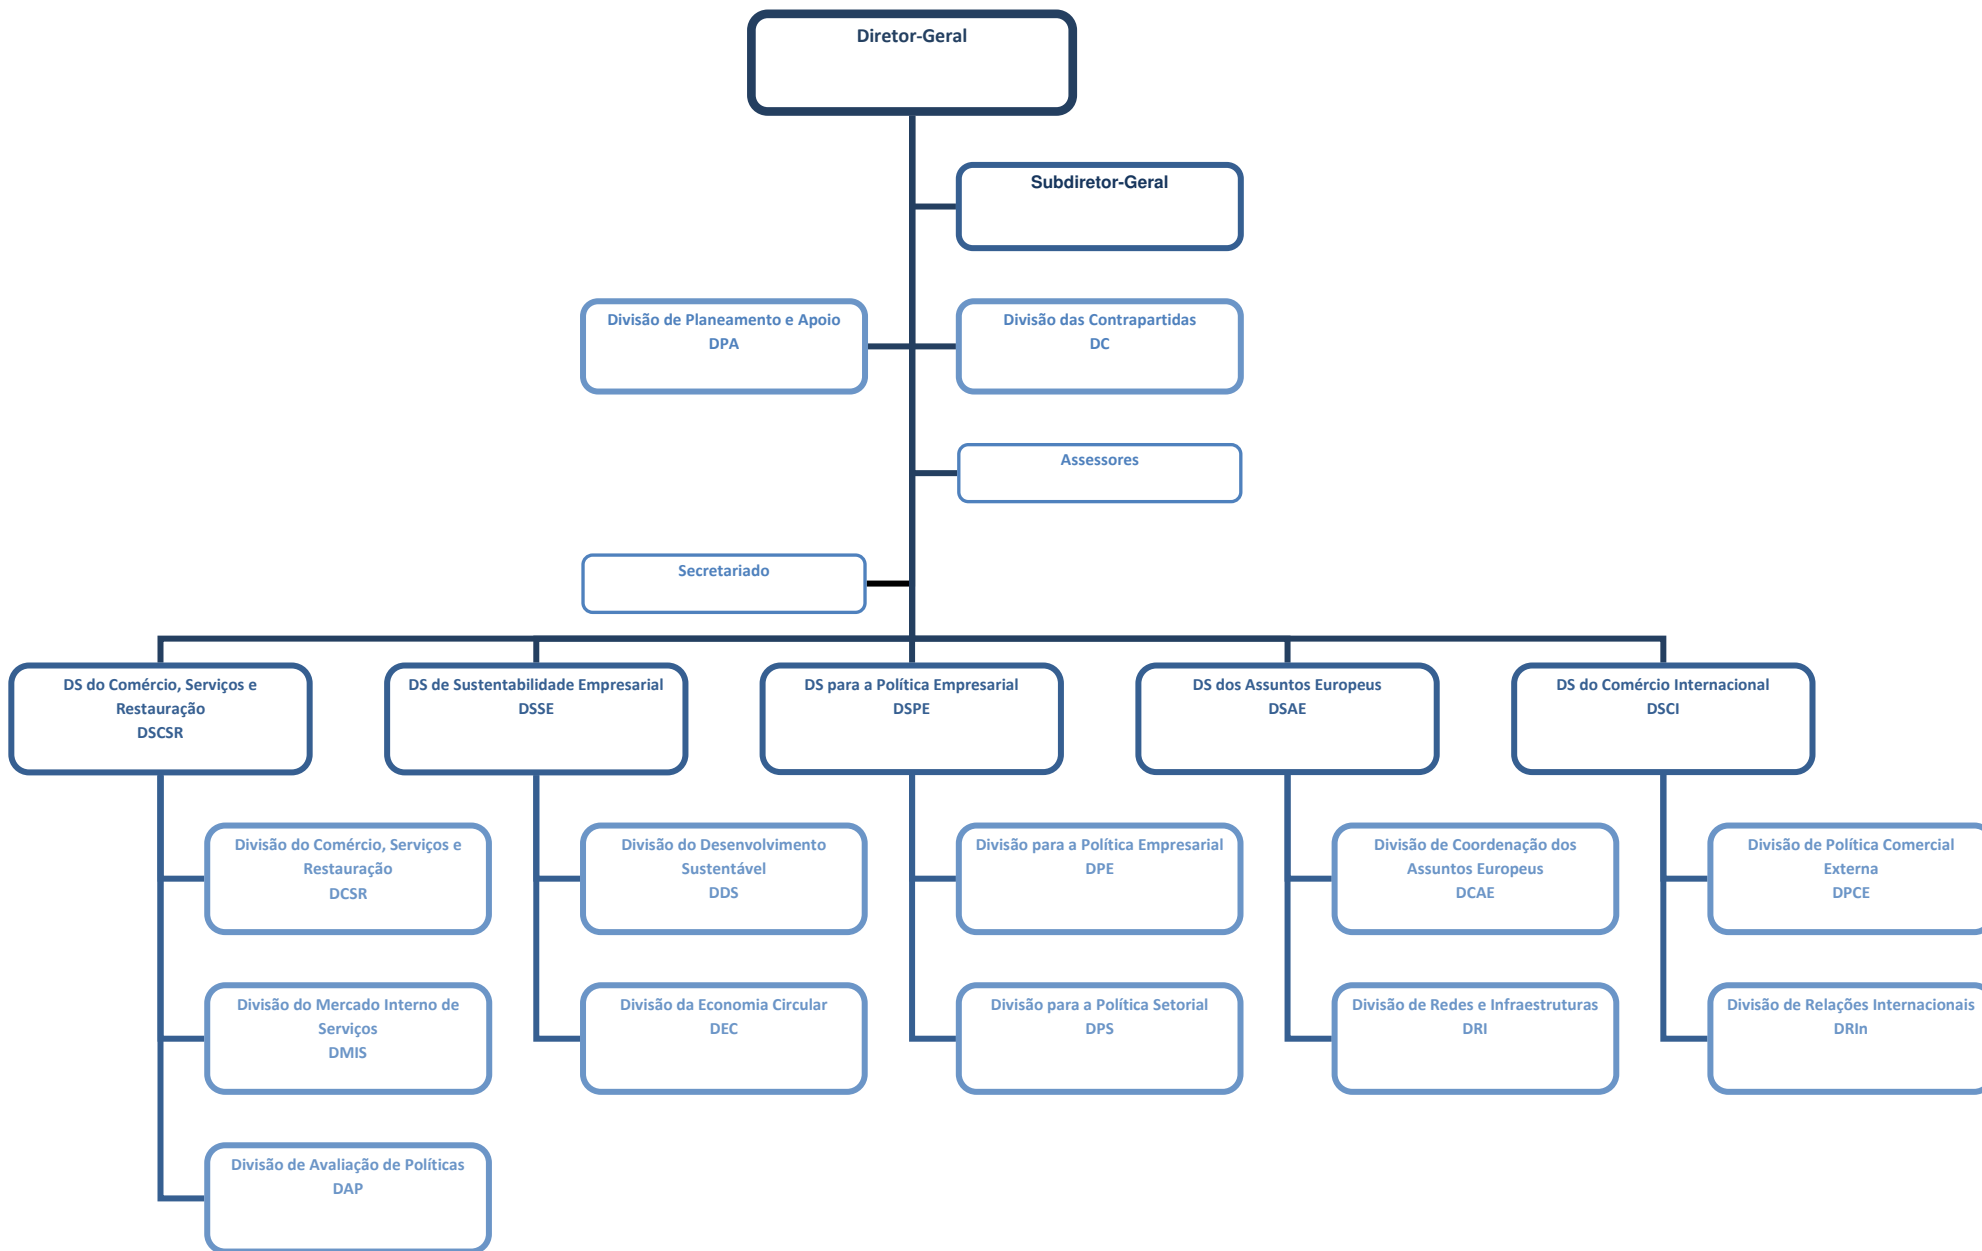 Diretor-Geral
Subdiretor-Geral
Divisão de Planeamento e Apoio
DPA
Divisão das Contrapartidas
DC
Assessores
Secretariado
DS do Comércio, Serviços e
Restauração
DSCSR
DS de Sustentabilidade Empresarial
DSSE
DS para a Política Empresarial
DSPE
DS dos Assuntos Europeus
DSAE
DS do Comércio Internacional
DSCI
Divisão do Comércio, Serviços e
Restauração
DCSR
Divisão do Desenvolvimento
Sustentável
DDS
Divisão para a Política Empresarial
DPE
Divisão de Coordenação dos
Assuntos Europeus
DCAE
Divisão de Política Comercial
Externa
DPCE
Divisão do Mercado Interno de
Serviços
DMIS
Divisão da Economia Circular
DEC
Divisão para a Política Setorial
DPS
Divisão de Redes e Infraestruturas
DRI
Divisão de Relações Internacionais
DRIn
Divisão de Avaliação de Políticas
DAP